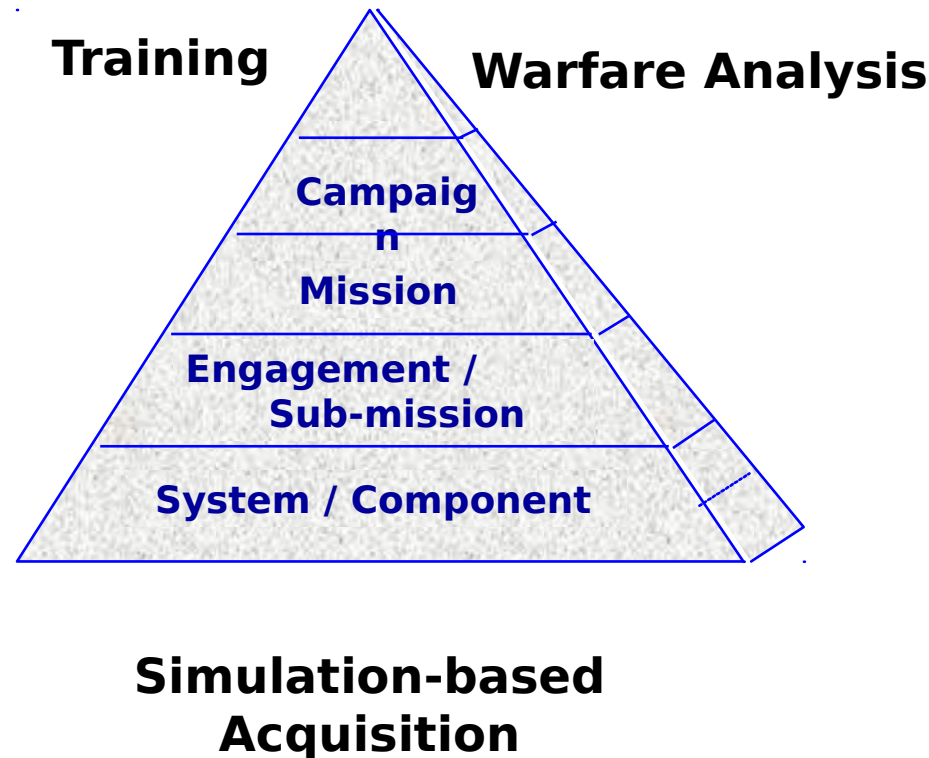 Training
Warfare Analysis
Campaig
n
Mission
Engagement /
Sub-mission
System / Component
Simulation-based
Acquisition